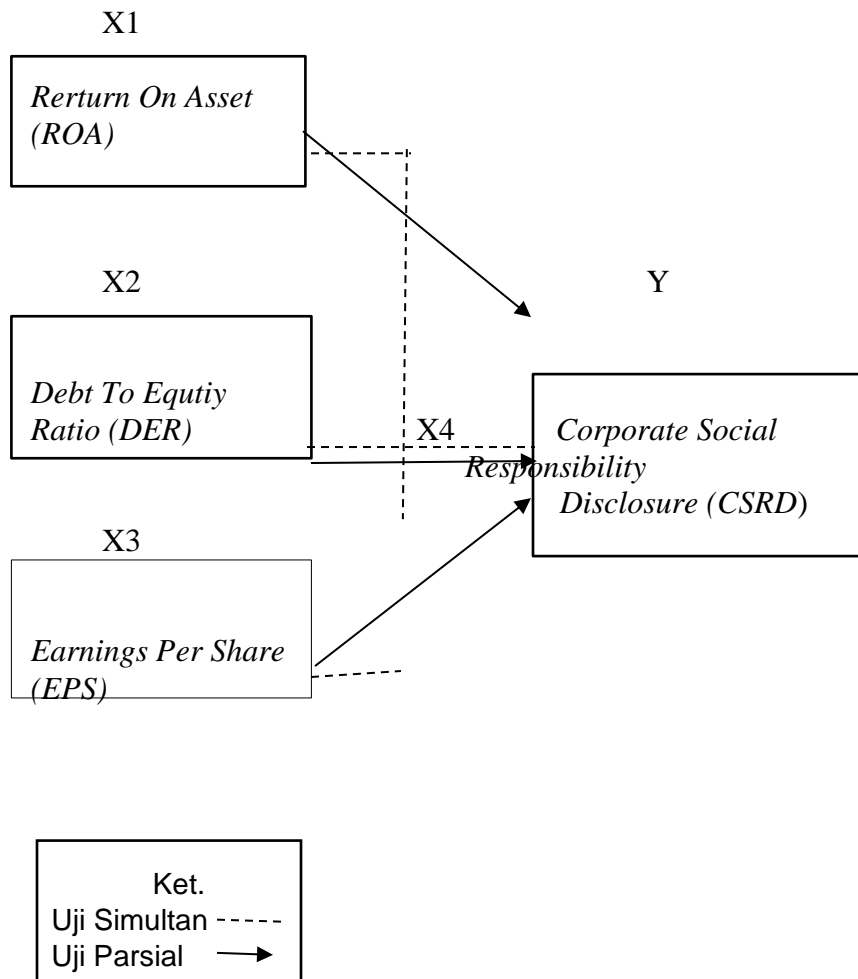 X1
Rerturn On Asset
(ROA)
X2
Y
Debt To Equtiy
Ratio (DER)
X4
Corporate Social
Responsibility
Disclosure (CSRD)
X3
Earnings Per Share
(EPS)
Ket.
Uji Simultan
Uji Parsial